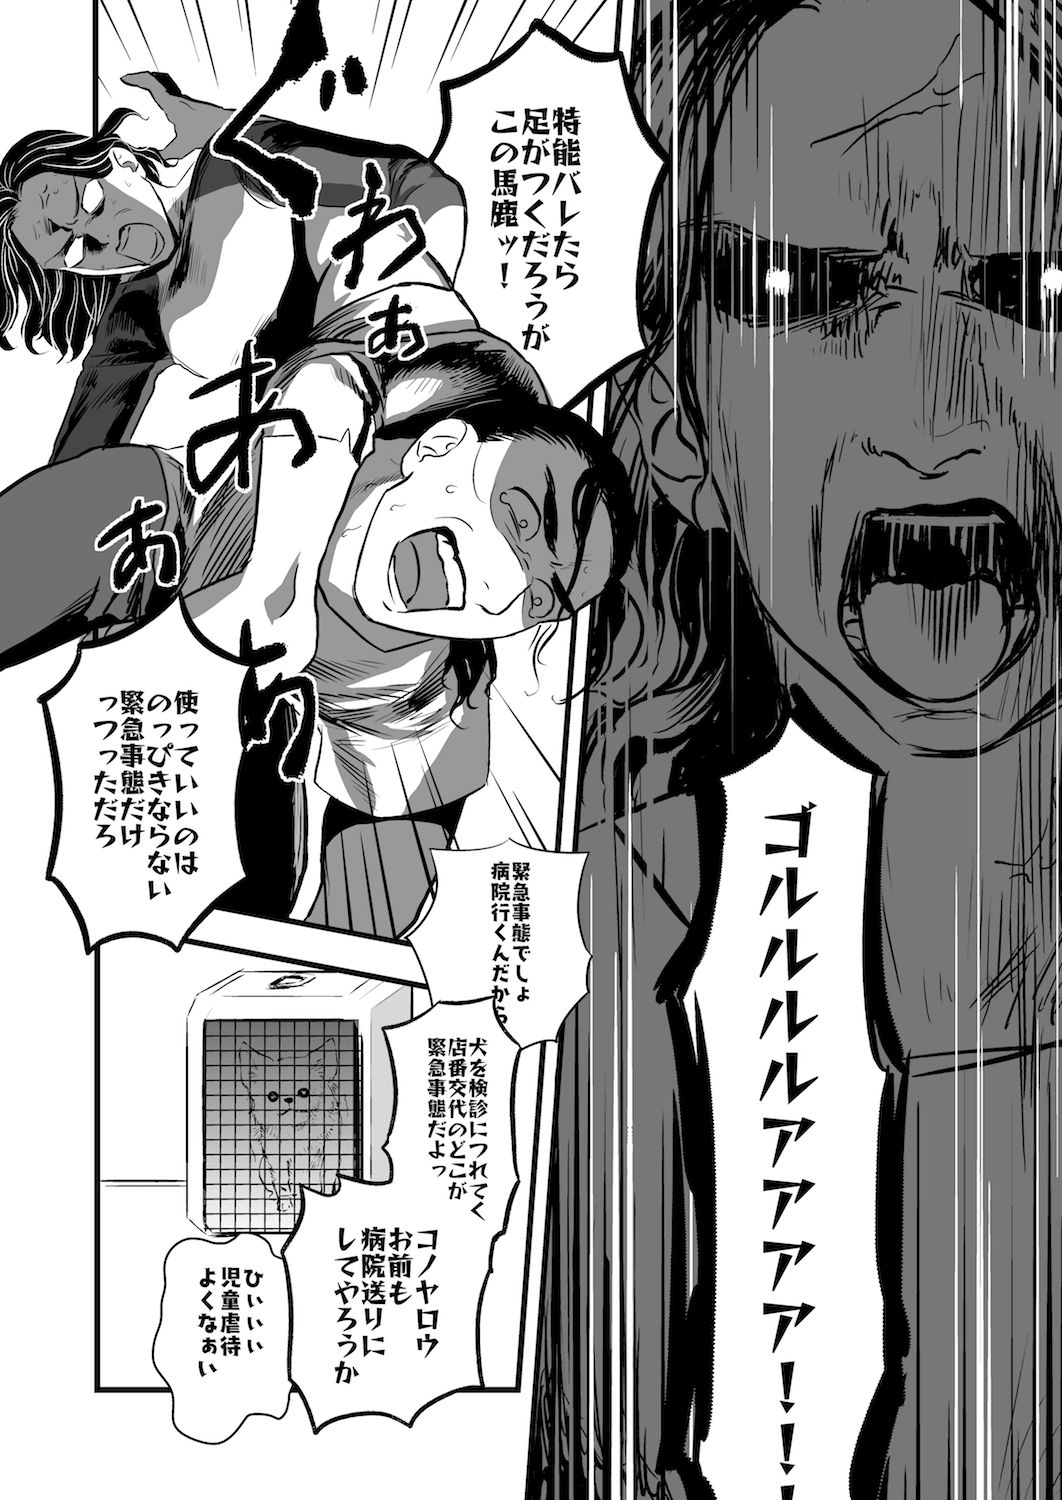 ゴルルルルアアアア！！！
特能バレたら
足がつくだろうが
この馬鹿ッ！
ぐ
わ
わ
ぁ
あ
あ
ぁ
使っていいのは
のっぴきならない
緊急事態だけ
っつっただろ
緊急事態でしょ
病院行くんだから
犬を検診につれてく
店番交代のどこが
緊急事態だよっ
コノヤロウ
お前も
病院送りに
してやろうか
ひぃぃぃ
児童虐待
よくなぁい